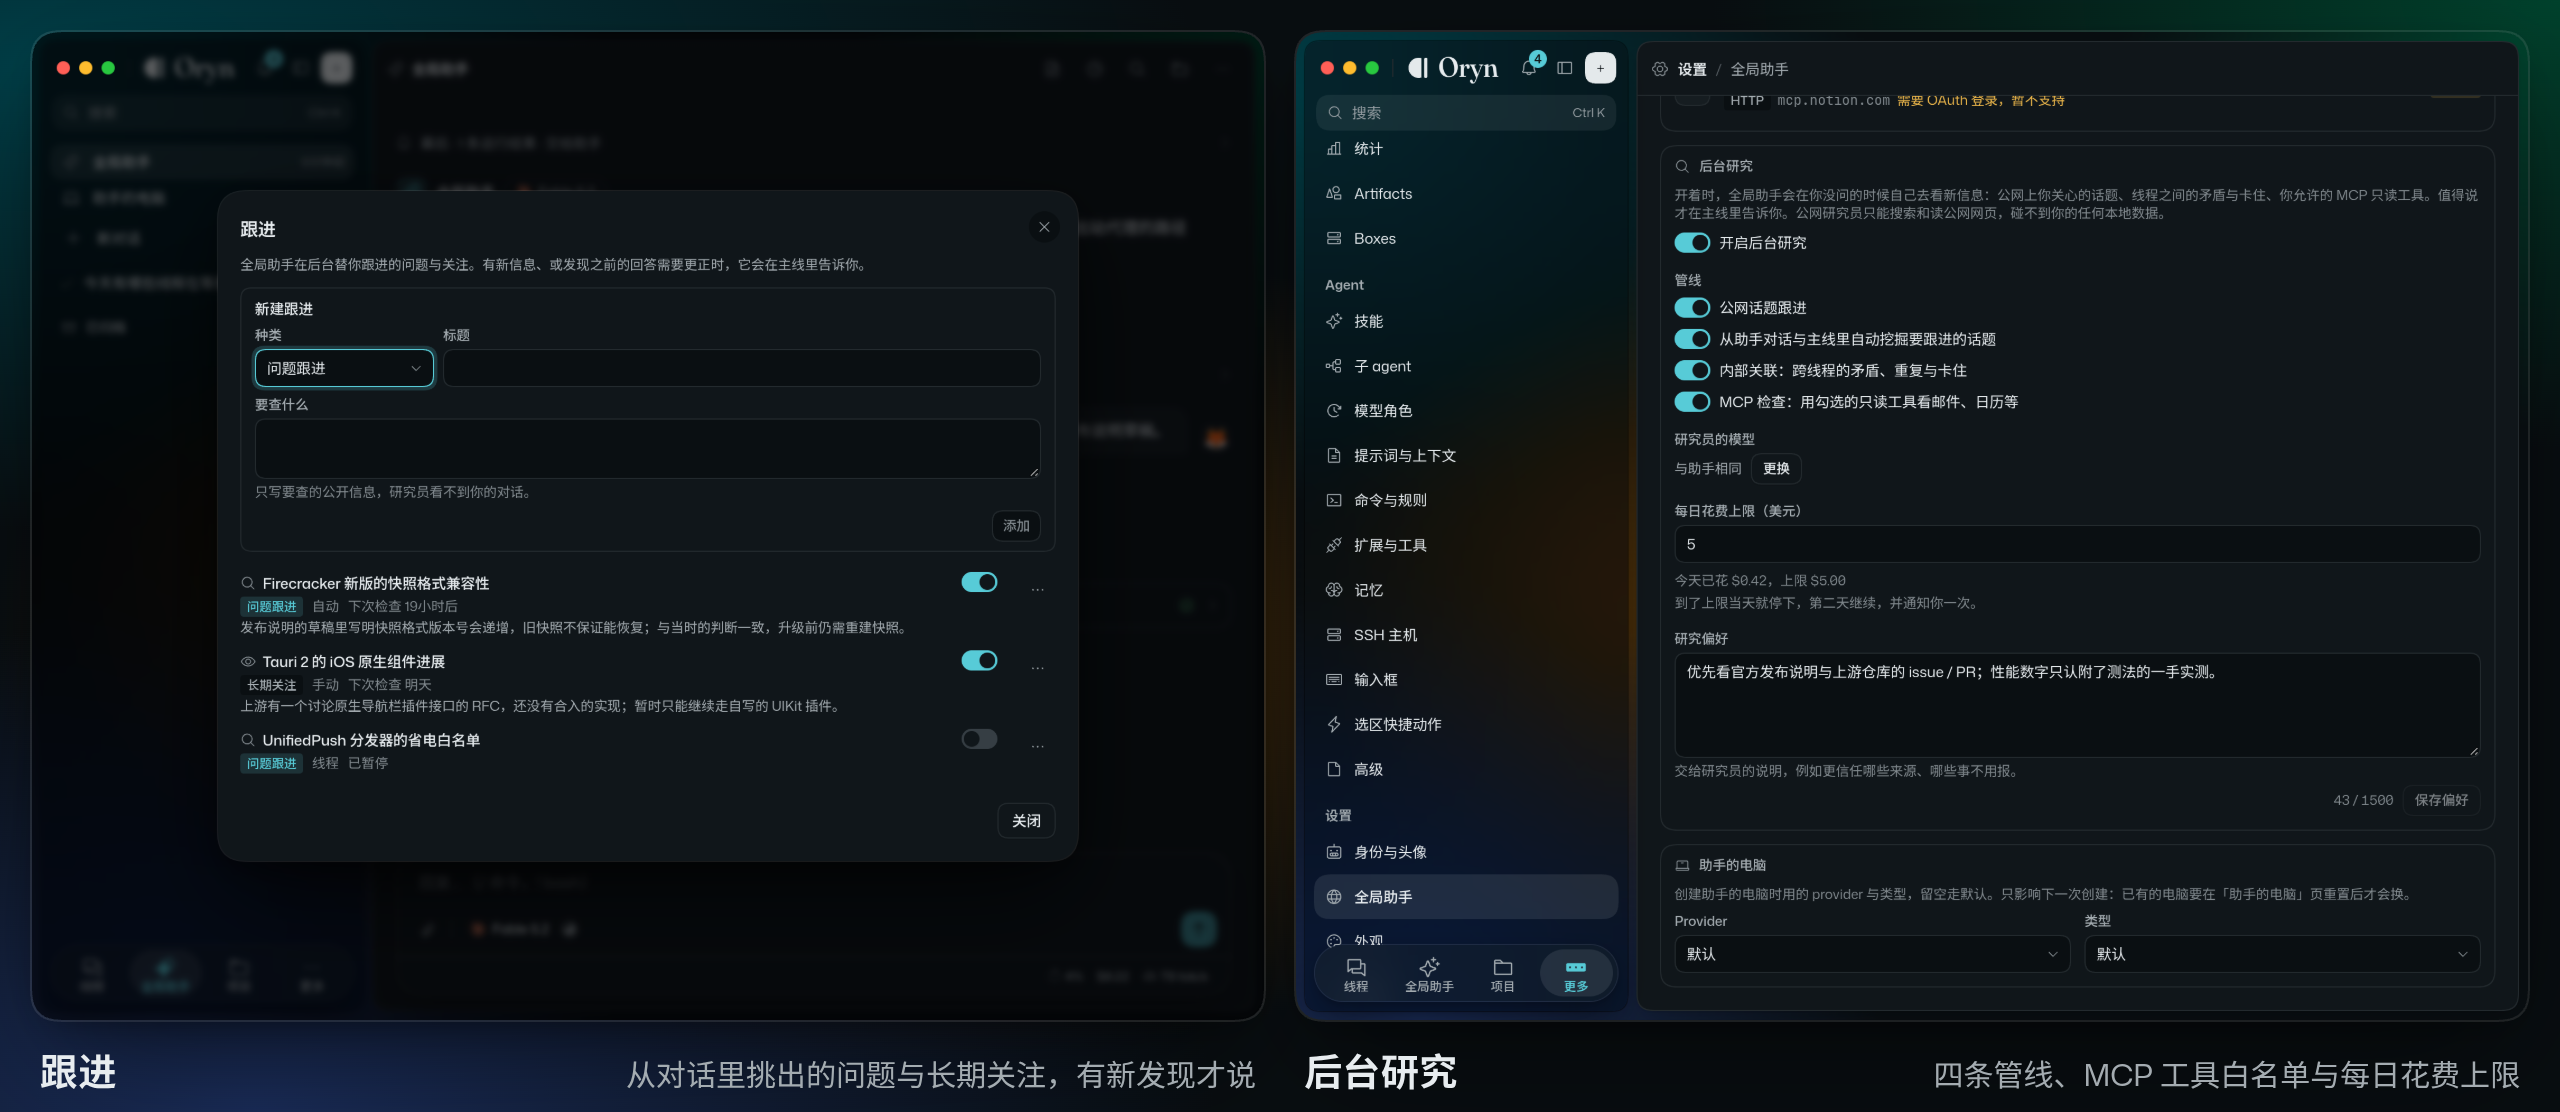 Oryn
全局助手
跟进
全局助手在后台替你跟进的问题与关注。有新信息、或发现之前的回答需要更正时，它会在主线里告诉你。
新建跟进
种类
标题
问题跟进
要查什么
只写要查的公开信息，研究员看不到你的对话。
添加
Firecracker 新版的快照格式兼容性
问题跟进 自动 下次检查 19小时后
发布说明的草稿里写明快照格式版本号会递增，旧快照不保证能恢复；与当时的判断一致，升级前仍需重建快照。
Tauri 2 的 iOS 原生组件进展
长期关注 手动 下次检查 明天
上游有一个讨论原生导航栏插件接口的 RFC，还没有合入的实现；暂时只能继续走自写的 UIKit 插件。
UnifiedPush 分发器的省电白名单
问题跟进 线程 已暂停
关闭
跟进
从对话里挑出的问题与长期关注，有新发现才说
Oryn
4
+
搜索
Ctrl K
统计
Artifacts
Boxes
Agent
技能
子 agent
模型角色
提示词与上下文
命令与规则
扩展与工具
记忆
SSH 主机
输入框
选区快捷动作
高级
设置
身份与头像
全局助手
外观
线程
全局助手
项目
更多
设置 / 全局助手
HTTP mcp.notion.com 需要 OAuth 登录，暂不支持
后台研究
开着时，全局助手会在你没问的时候自己去看新信息：公网上你关心的话题、线程之间的矛盾与卡住、你允许的 MCP 只读工具。值得说
才在主线里告诉你。公网研究员只能搜索和读公网网页，碰不到你的任何本地数据。
开启后台研究
管线
公网话题跟进
从助手对话与主线里自动挖掘要跟进的话题
内部关联：跨线程的矛盾、重复与卡住
MCP 检查：用勾选的只读工具看邮件、日历等
研究员的模型
与助手相同 更换
每日花费上限（美元）
5
今天已花 $0.42，上限 $5.00
到了上限当天就停下，第二天继续，并通知你一次。
研究偏好
优先看官方发布说明与上游仓库的 issue / PR；性能数字只认附了测法的一手实测。
交给研究员的说明，例如更信任哪些来源、哪些事不用报。
43 / 1500 保存偏好
助手的电脑
创建助手的电脑时用的 provider 与类型，留空走默认。只影响下一次创建：已有的电脑要在「助手的电脑」页重置后才会换。
Provider
类型
默认
默认
后台研究
四条管线、MCP 工具白名单与每日花费上限